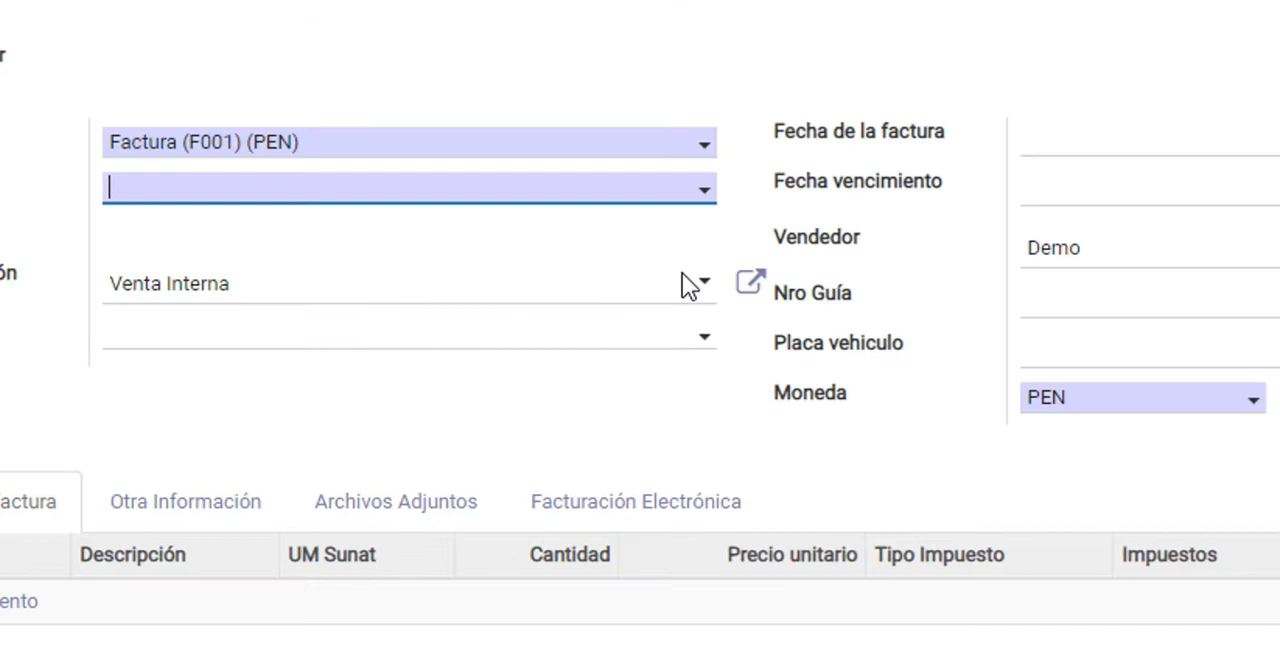 r
Factura (F001) (PEN)
ón
Venta Interna
Fecha de la factura
Fecha vencimiento
Vendedor
Demo
Nro Guía
Placa vehiculo
Moneda
PEN
actura
Otra Información
Archivos Adjuntos
Facturación Electrónica
Descripción
UM Sunat
Cantidad
Precio unitario
Tipo Impuesto
Impuestos
ento